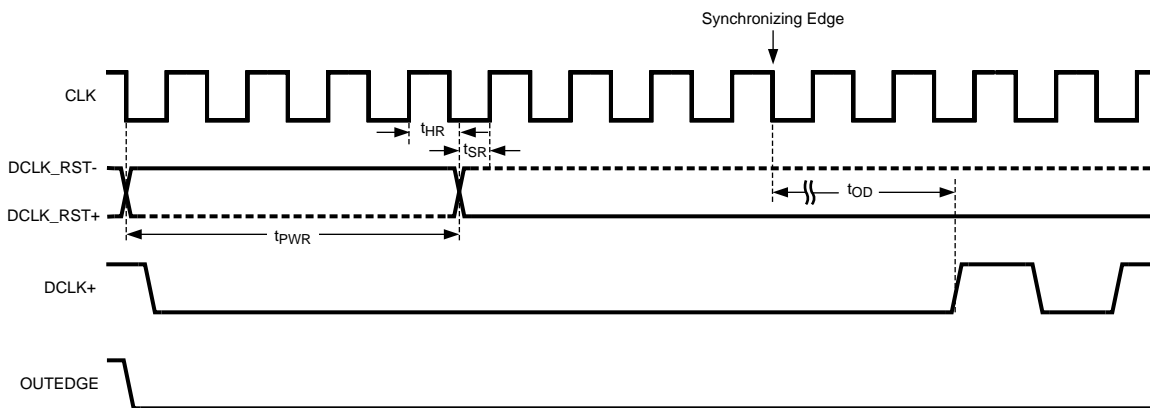 Synchronizing Edge
CLK
tHR
tSR
DCLK_RST-
tOD
DCLK_RST+
tPWR
DCLK+
OUTEDGE